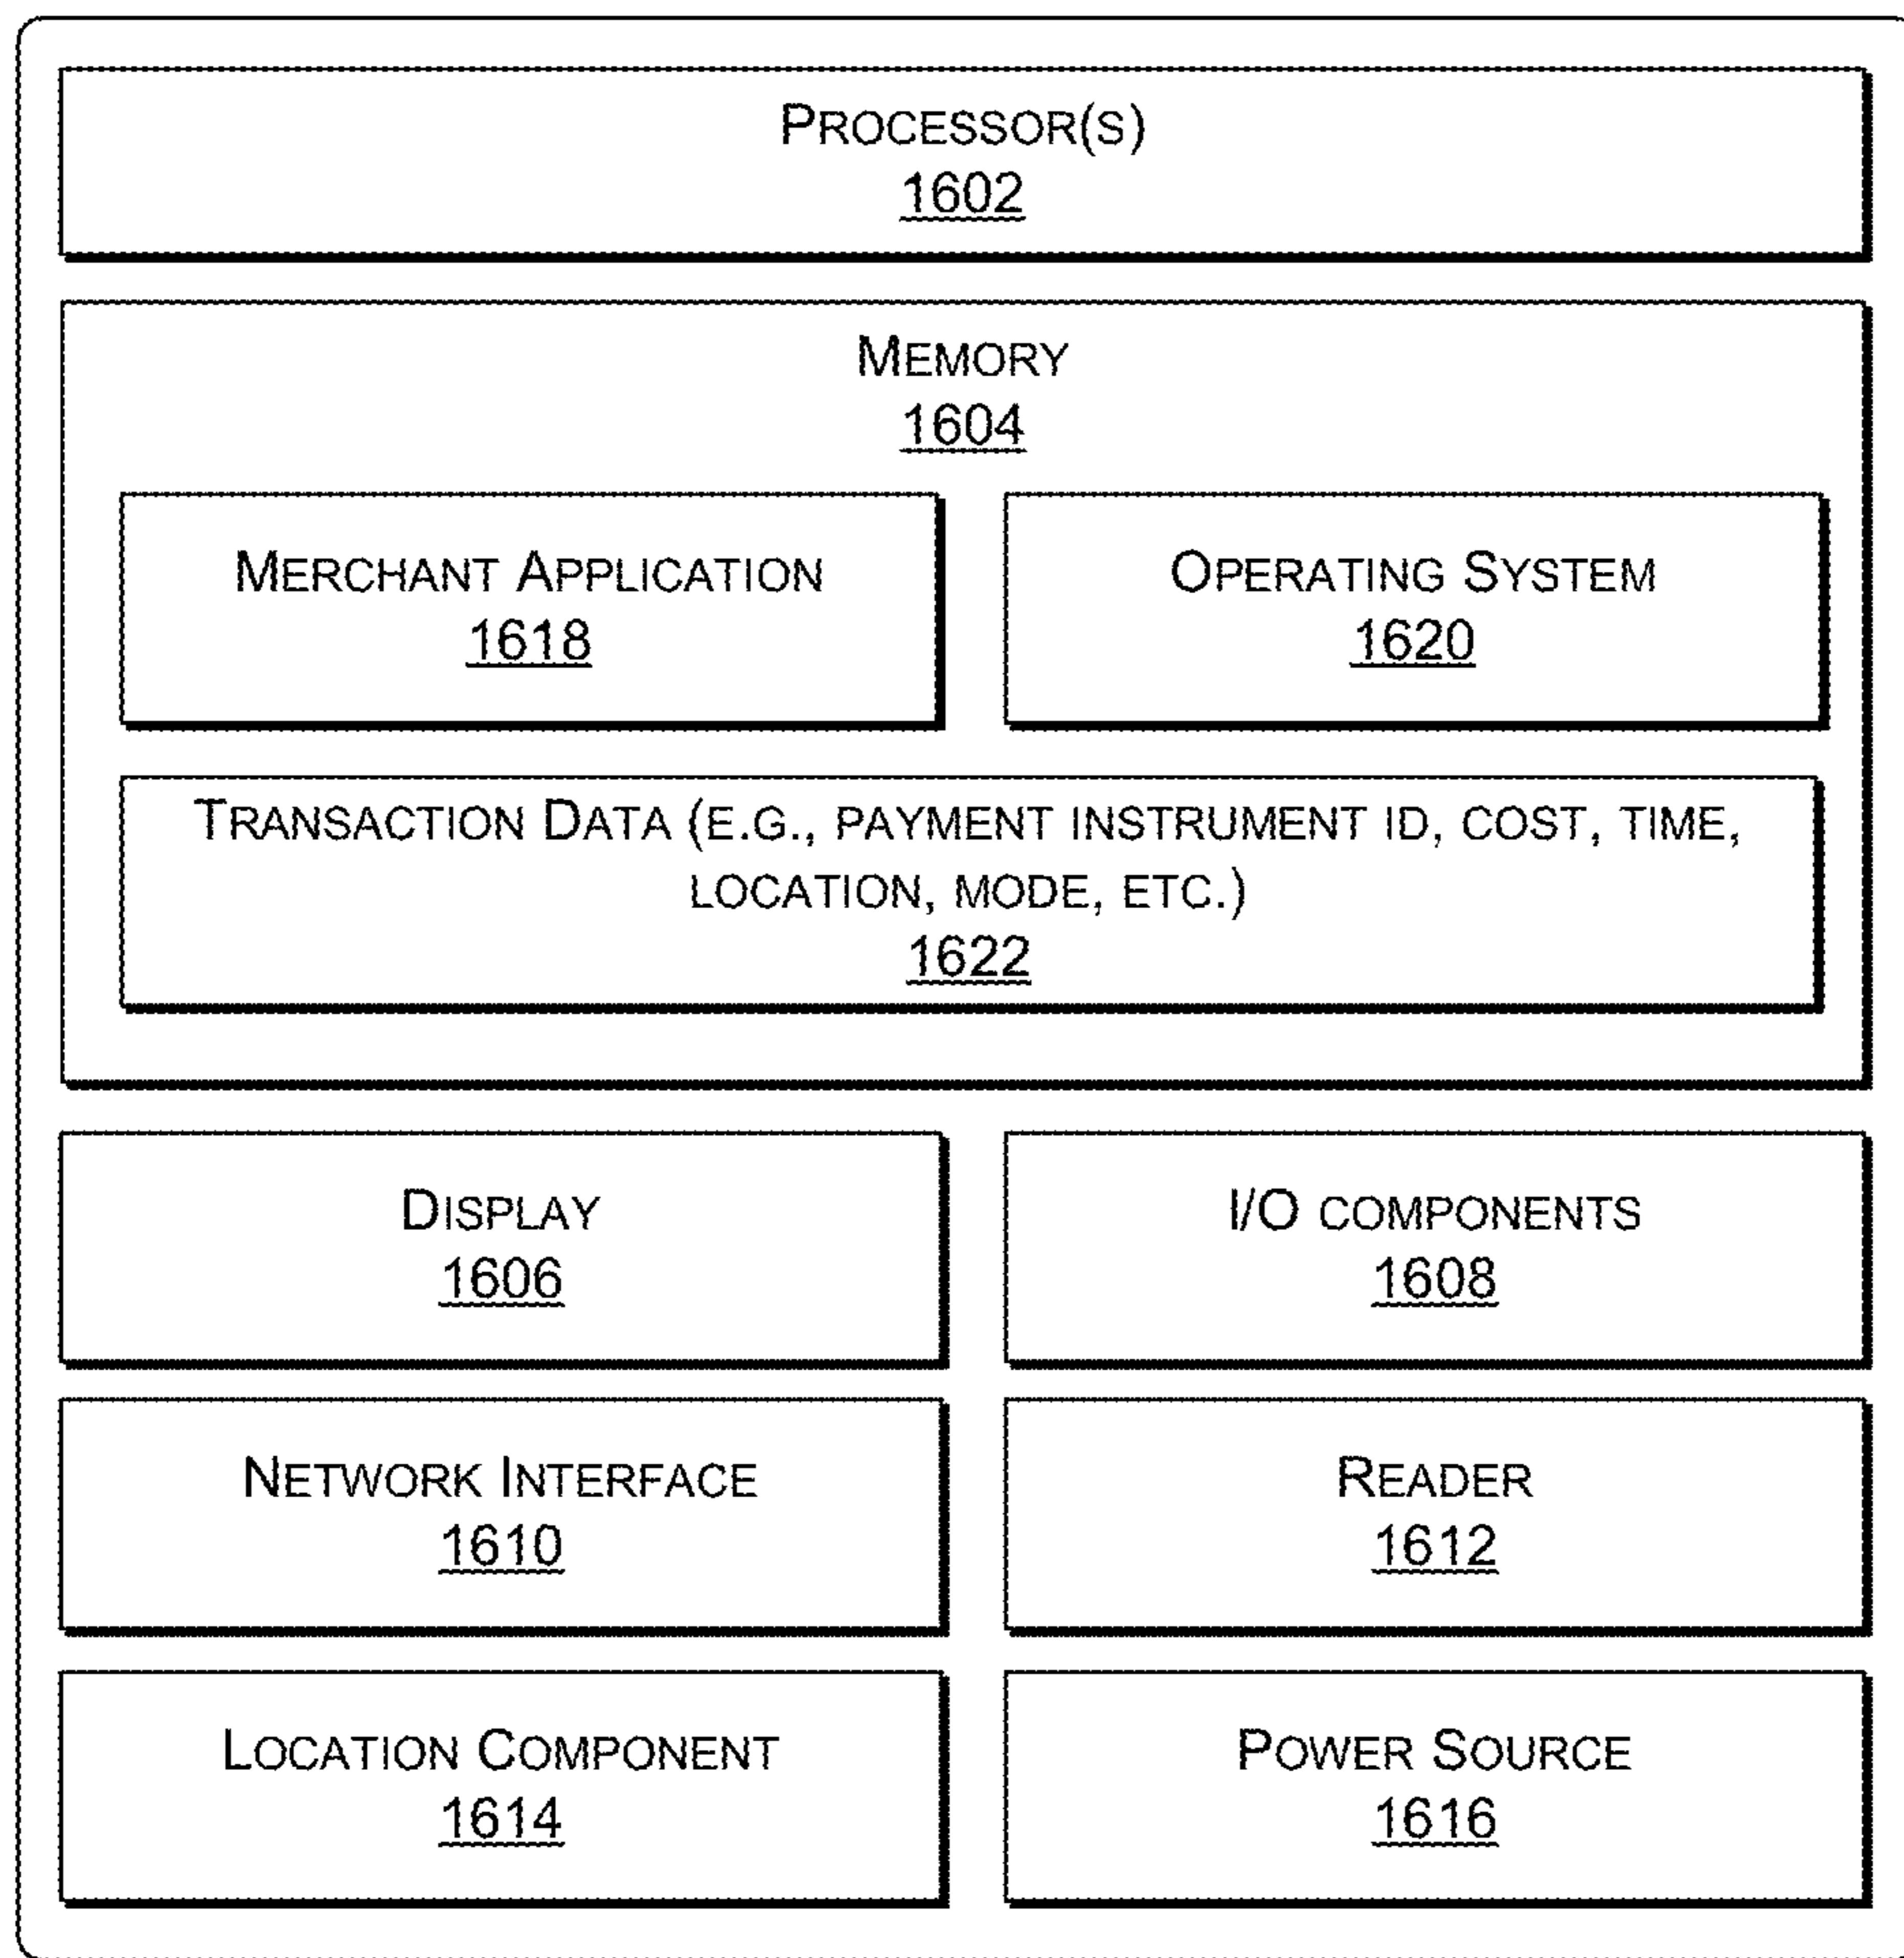 PROCESSOR(S)
1602
MEMORY
1604
MERCHANT APPLICATION
1618
OPERATING SYSTEM
1620
TRANSACTION DATA (E.G., PAYMENT INSTRUMENT ID, COST, TIME,
LOCATION, MODE, ETC.)
1622
DISPLAY
1606
I/O COMPONENTS
1608
NETWORK INTERFACE
1610
READER
1612
LOCATION COMPONENT
1614
POWER SOURCE
1616